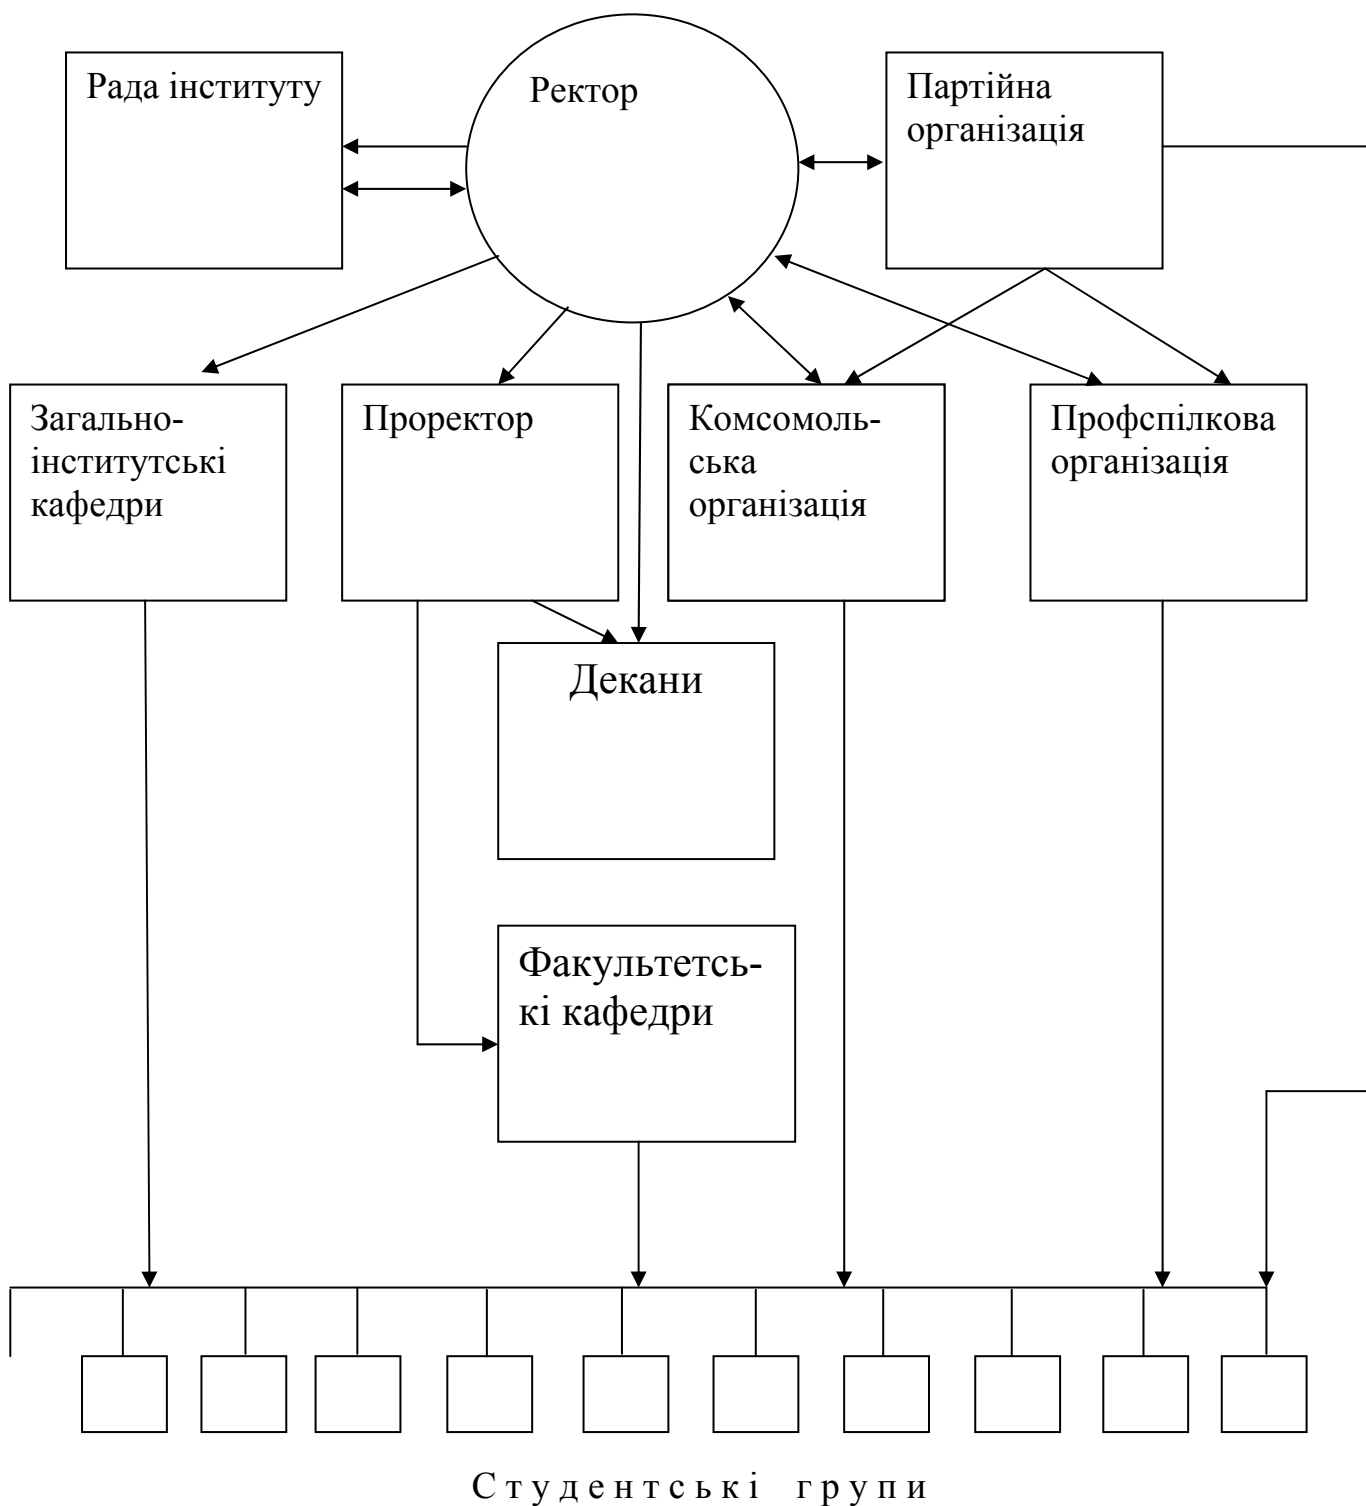 Рада інституту
Ректор
Партійна
організація
Загально-
інститутські
кафедри
Проректор
Комсомоль-
ська
організація
Профспілкова
організація
Декани
Факультетсь-
кі кафедри
Студентські групи